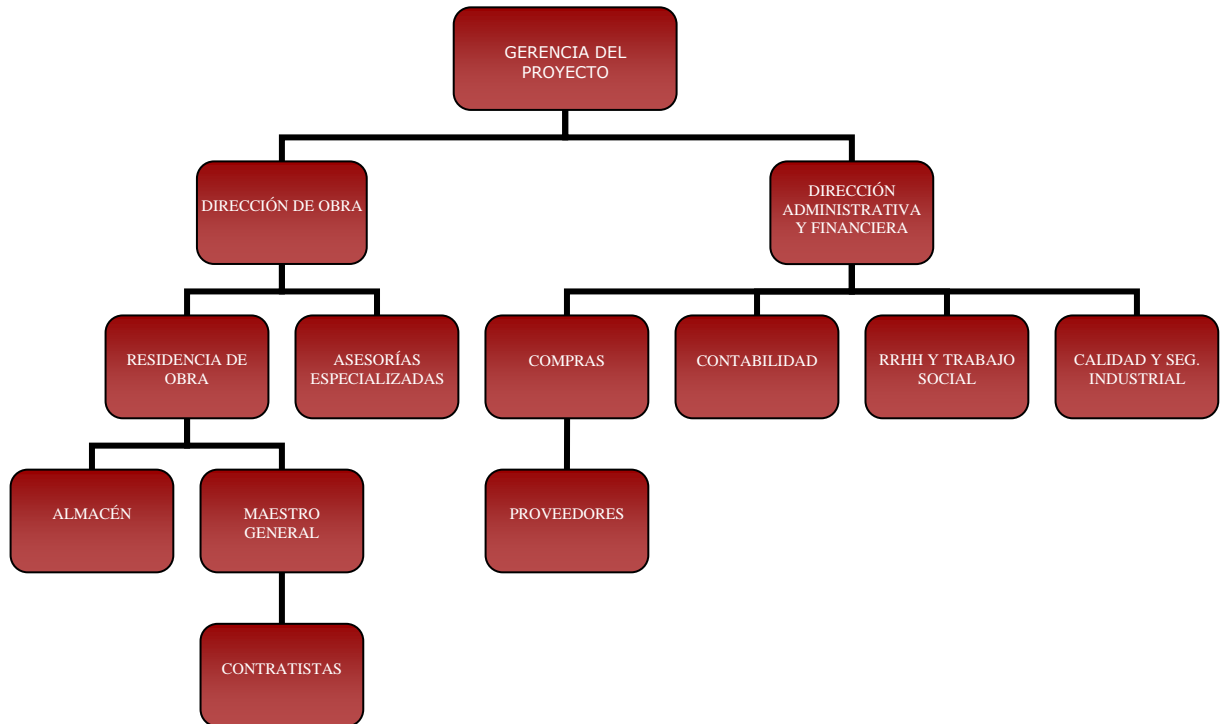 GERENCIA DEL
PROYECTO
DIRECCIÓN DE OBRA
DIRECCIÓN
ADMINISTRATIVA
Y FINANCIERA
RESIDENCIA DE
OBRA
ASESORÍAS
ESPECIALIZADAS
COMPRAS
CONTABILIDAD
RRHH Y TRABAJO
SOCIAL
CALIDAD Y SEG.
INDUSTRIAL
ALMACÉN
MAESTRO
GENERAL
PROVEEDORES
CONTRATISTAS